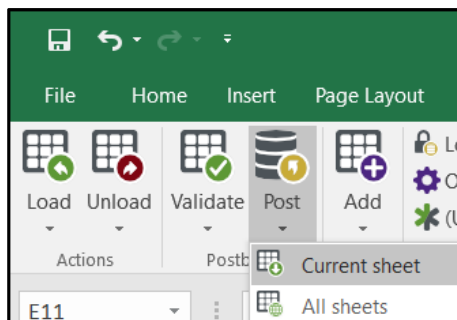 File Home Insert Page Layout
Load Unload Validate Post Add
Actions
Current sheet
E11 All sheets